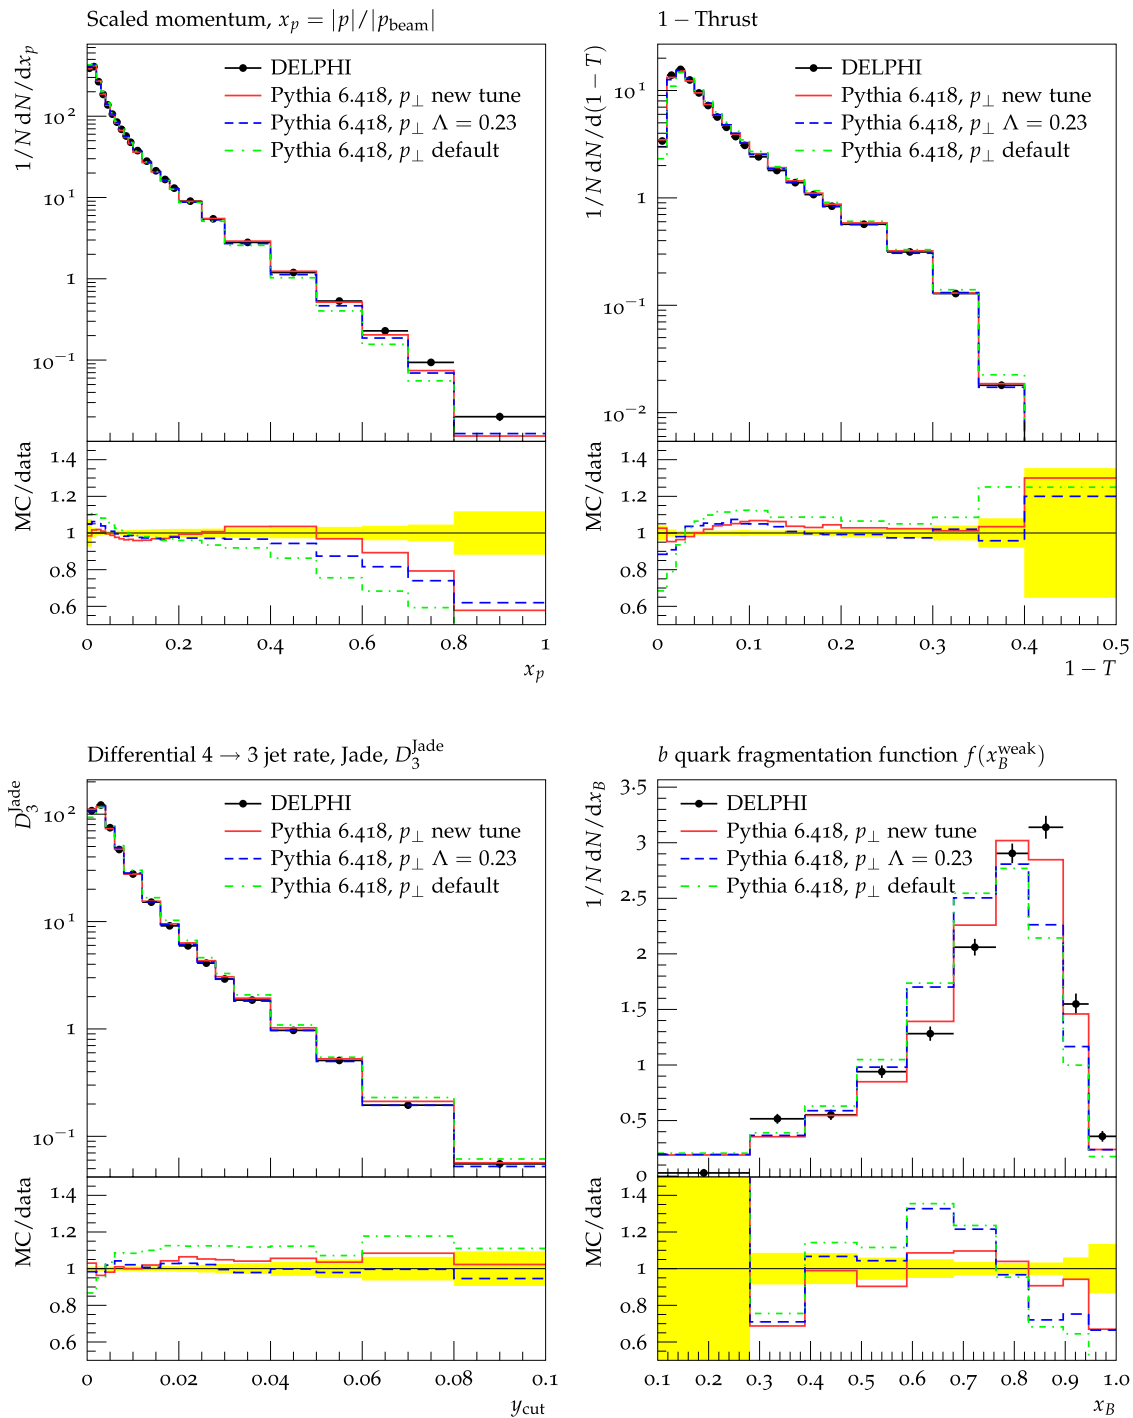 Scaled momentum, x_p = |p|/|p_beam|
1/N dN/dx_p
DELPHI
Pythia 6.418, p⊥ new tune
Pythia 6.418, p⊥ Λ = 0.23
Pythia 6.418, p⊥ default
10^2
10^1
1
10^−1
MC/data
1.4
1.2
1
0.8
0.6
0 0.2 0.4 0.6 0.8 1
x_p
1 − Thrust
1/N dN/d(1 − T)
DELPHI
Pythia 6.418, p⊥ new tune
Pythia 6.418, p⊥ Λ = 0.23
Pythia 6.418, p⊥ default
10^1
1
10^−1
10^−2
MC/data
1.4
1.2
1
0.8
0.6
0 0.1 0.2 0.3 0.4 0.5
1 − T
Differential 4 → 3 jet rate, Jade, D_3^Jade
D_3^Jade
DELPHI
Pythia 6.418, p⊥ new tune
Pythia 6.418, p⊥ Λ = 0.23
Pythia 6.418, p⊥ default
10^2
10^1
1
10^−1
MC/data
1.4
1.2
1
0.8
0.6
0 0.02 0.04 0.06 0.08 0.1
y_cut
b quark fragmentation function f(x_B^weak)
1/N dN/dx_B
DELPHI
Pythia 6.418, p⊥ new tune
Pythia 6.418, p⊥ Λ = 0.23
Pythia 6.418, p⊥ default
3.5
3
2.5
2
1.5
1
0.5
0
MC/data
1.4
1.2
1
0.8
0.6
0.1 0.2 0.3 0.4 0.5 0.6 0.7 0.8 0.9 1.0
x_B